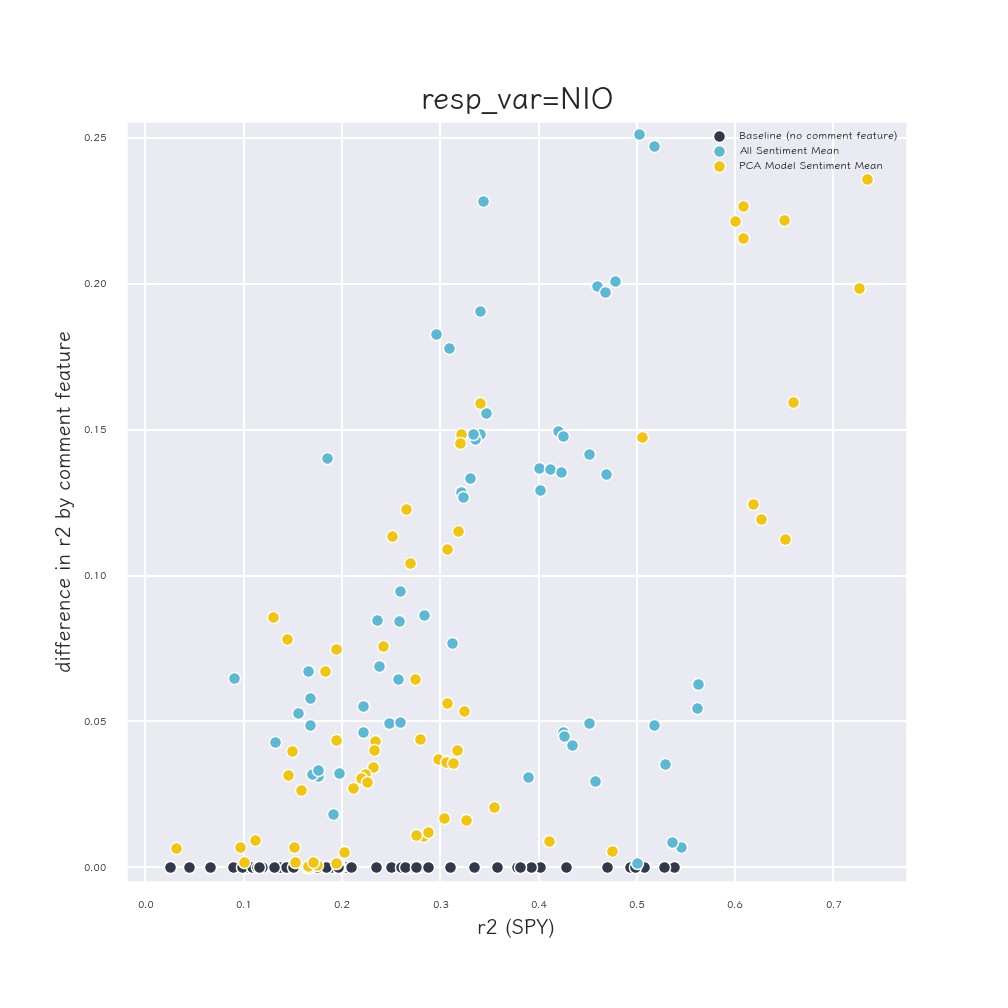 resp_var=NIO
Baseline (no comment feature)
All Sentiment Mean
PCA Model Sentiment Mean
difference in r2 by comment feature
0.25
0.20
0.15
0.10
0.05
0.00
0.0 0.1 0.2 0.3 0.4 0.5 0.6 0.7
r2 (SPY)